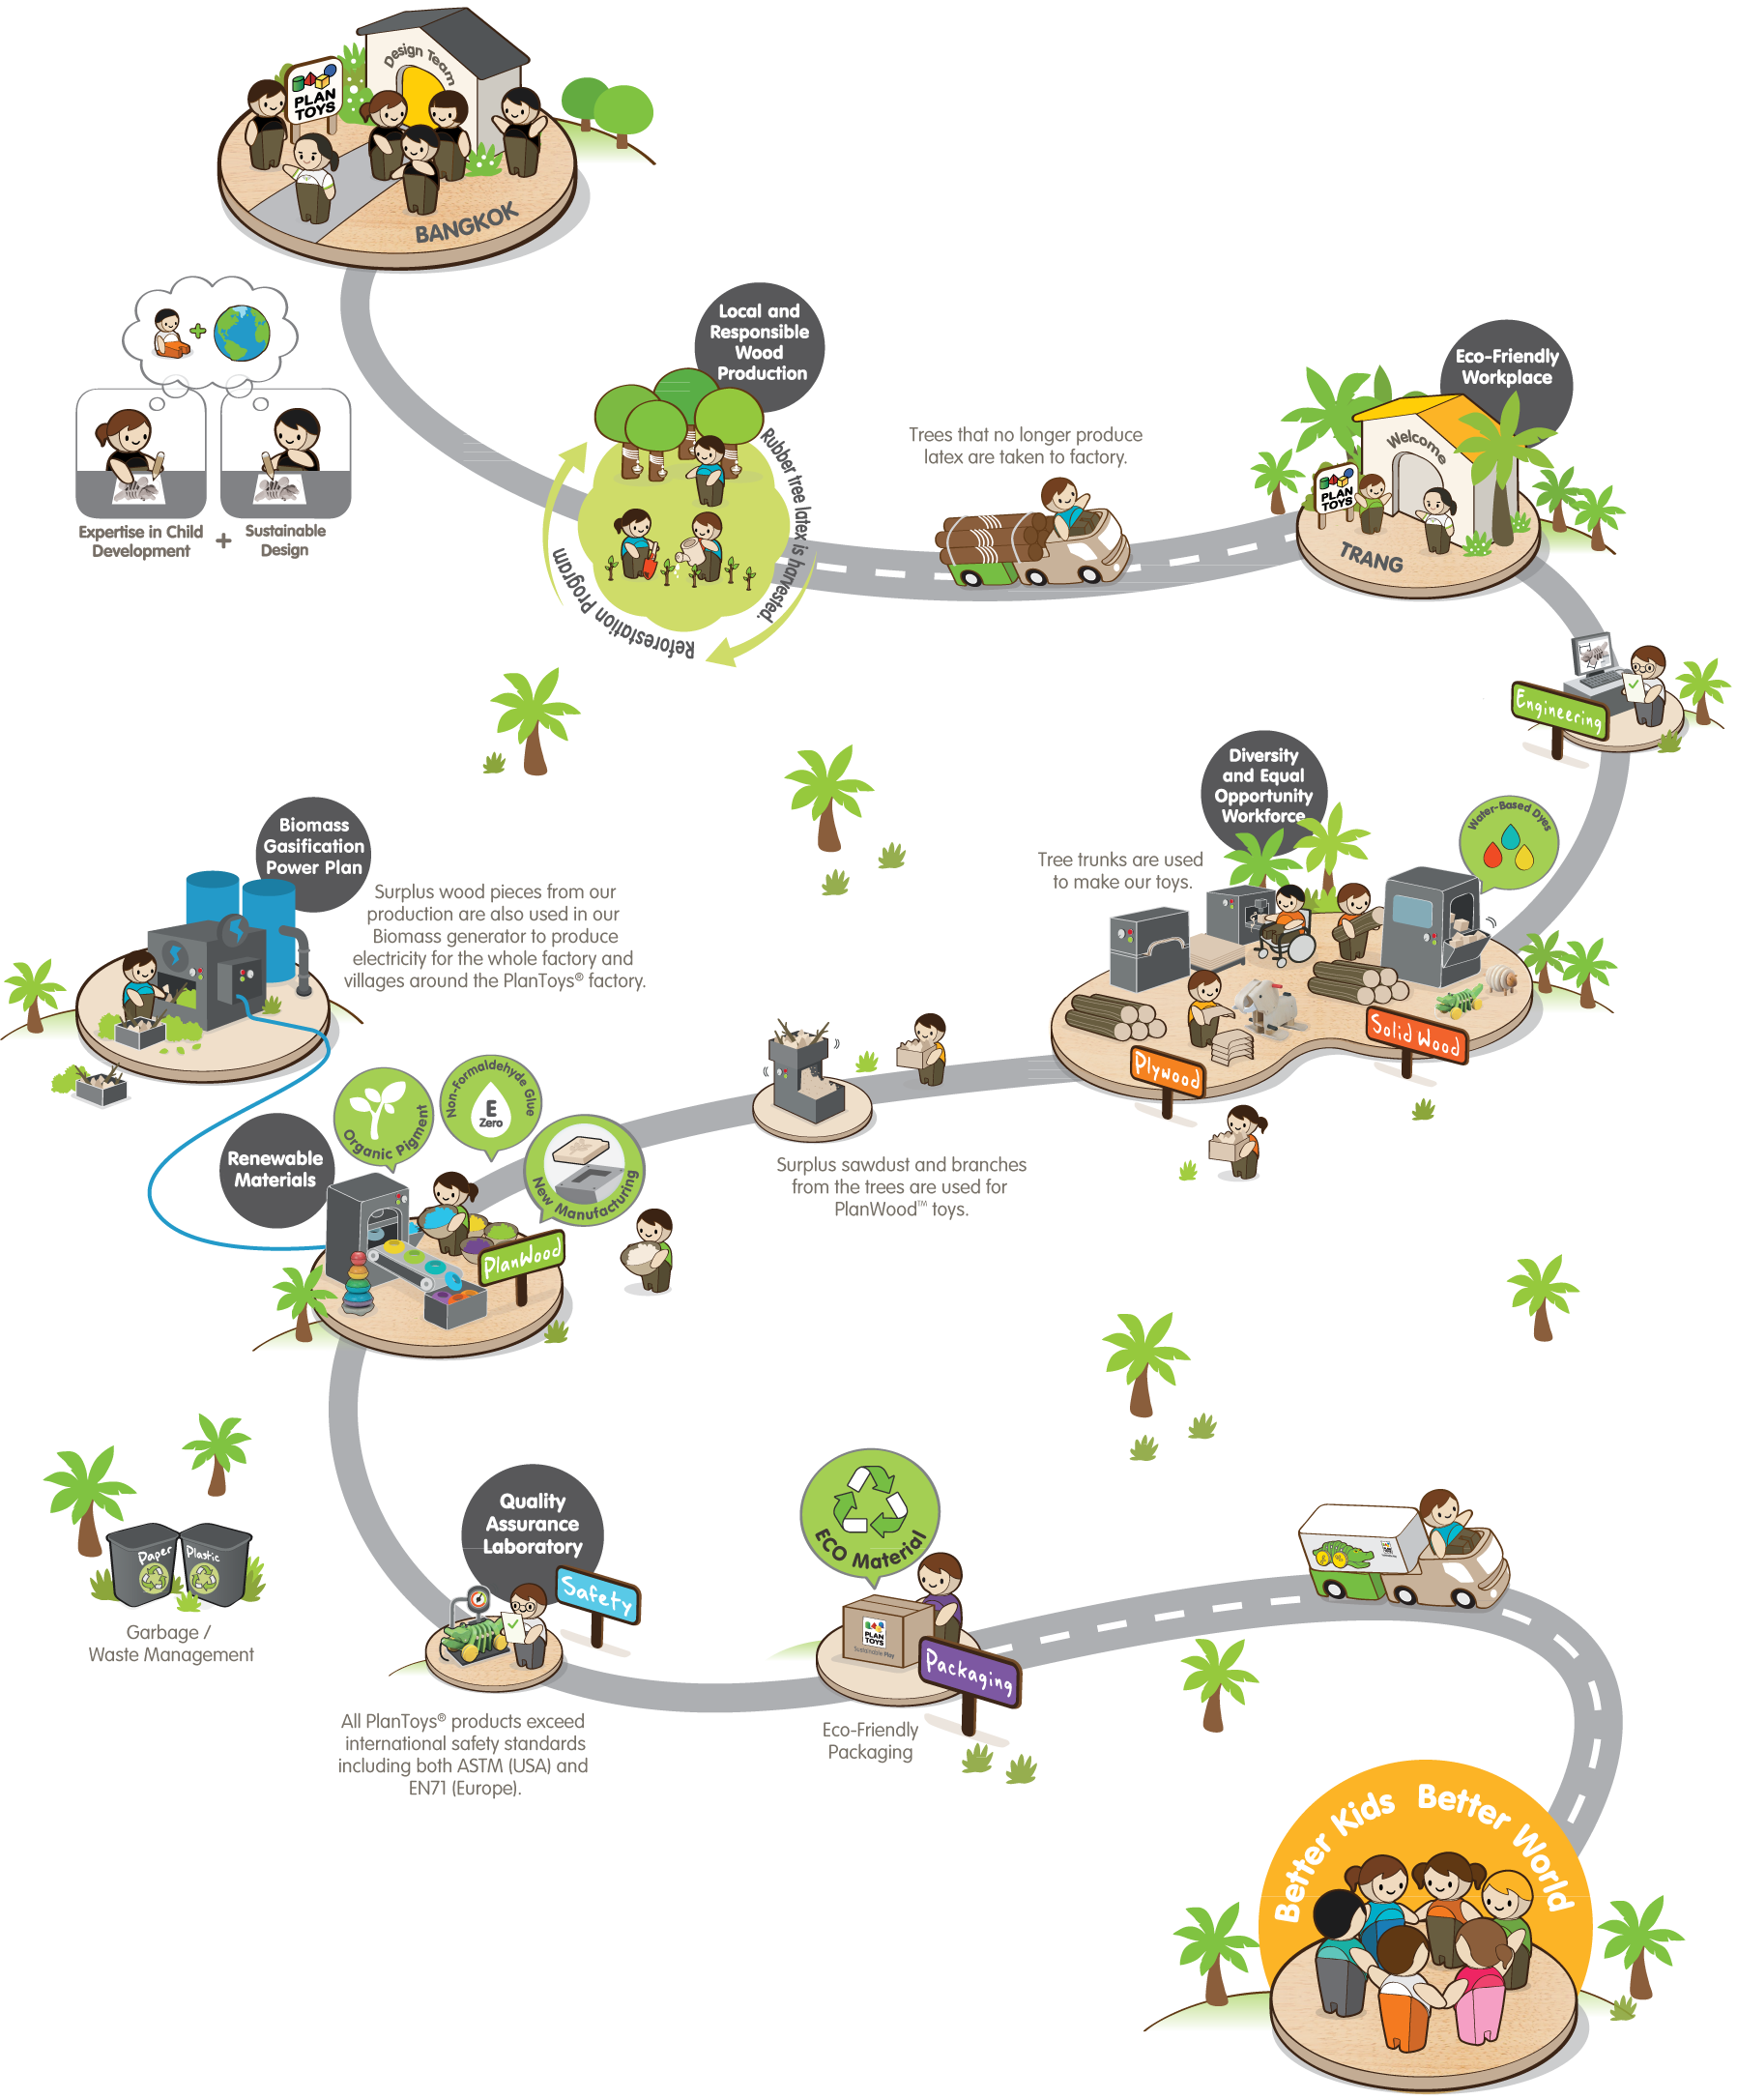 Design Team
PLAN
TOYS
BANGKOK
Expertise in Child
Development
+
Sustainable
Design
Local and
Responsible
Wood
Production
Rubber tree latex is harvested.
Reforestation Program
Trees that no longer produce
latex are taken to factory.
Eco-Friendly
Workplace
Welcome
PLAN
TOYS
TRANG
Engineering
Diversity
and Equal
Opportunity
Workforce
Water-Based Dyes
Tree trunks are used
to make our toys.
Solid Wood
Plywood
Biomass
Gasification
Power Plan
Surplus wood pieces from our
production are also used in our
Biomass generator to produce
electricity for the whole factory and
villages around the PlanToys® factory.
Surplus sawdust and branches
from the trees are used for
PlanWood™ toys.
Renewable
Materials
Organic Pigment
Non-Formaldehyde Glue
E
Zero
New Manufacturing
PlanWood
Paper
Plastic
Garbage /
Waste Management
Quality
Assurance
Laboratory
Safety
All PlanToys® products exceed
international safety standards
including both ASTM (USA) and
EN71 (Europe).
ECO Material
PLAN
TOYS
Sustainable Play
Packaging
Eco-Friendly
Packaging
Better Kids Better World